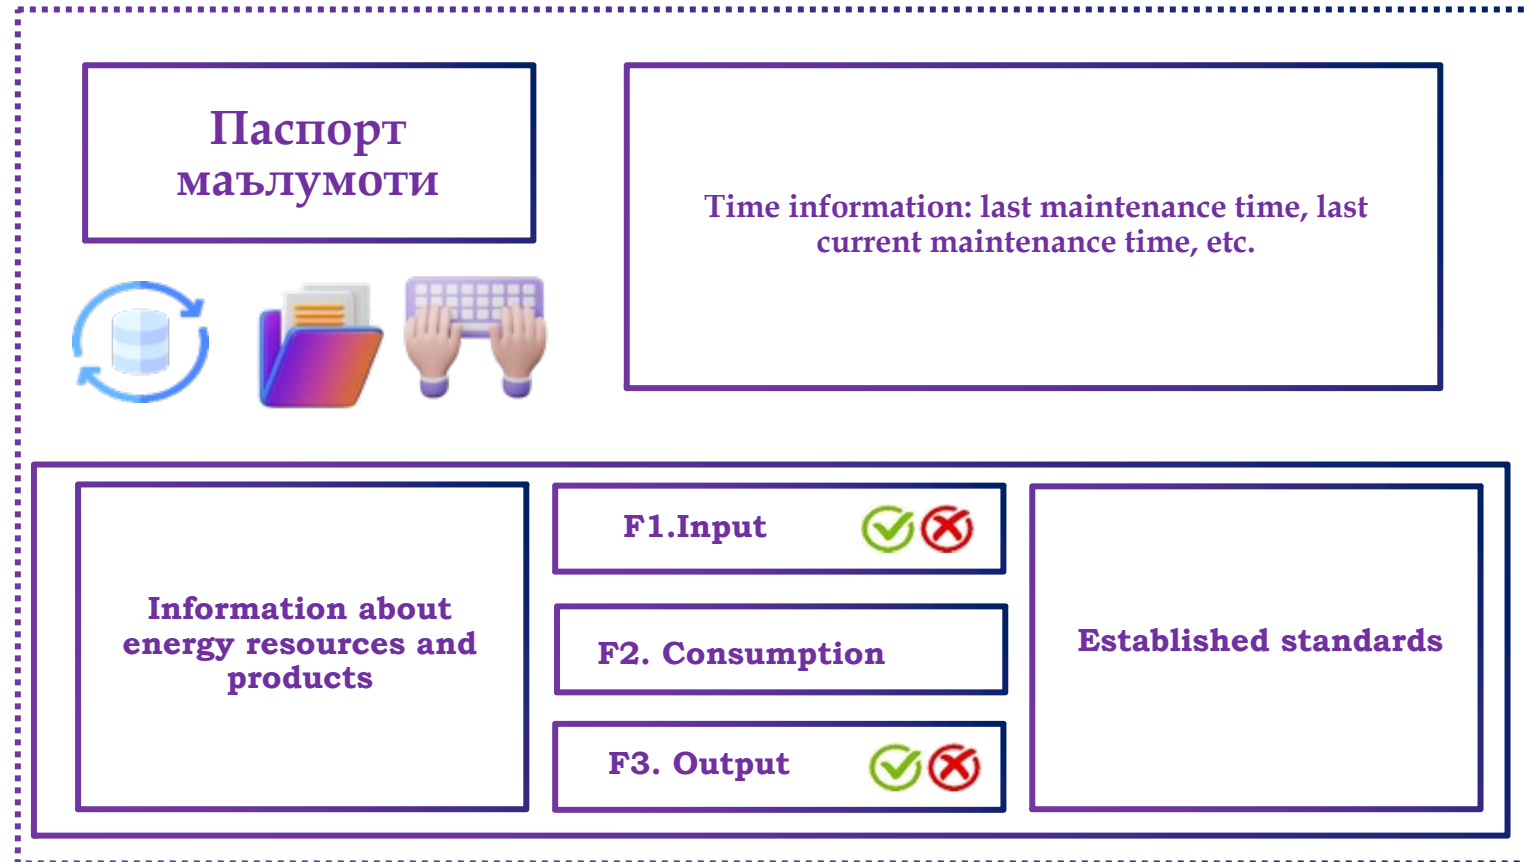 Паспорт
маълумоти
Time information: last maintenance time, last
current maintenance time, etc.
Information about
energy resources and
products
F1.Input
F2. Consumption
F3. Output
Established standards